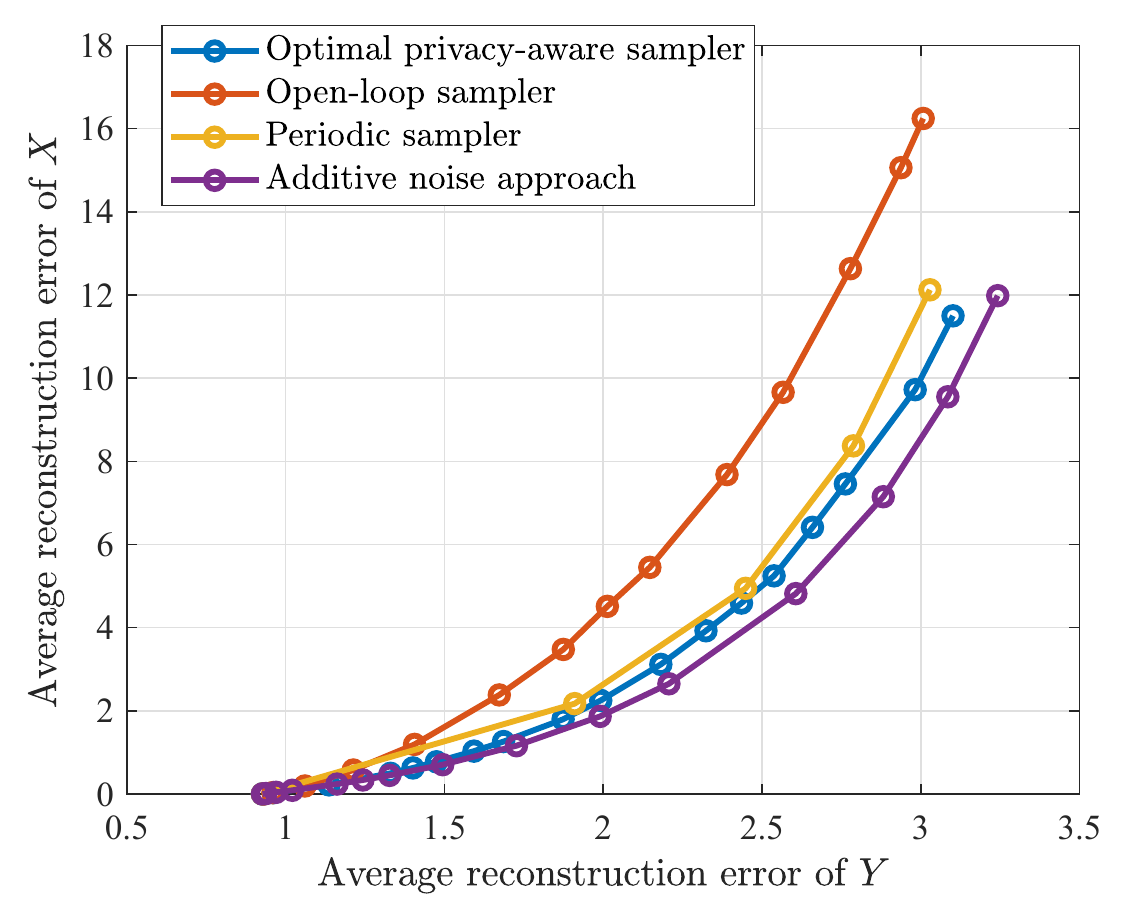 Optimal privacy-aware sampler
Open-loop sampler
Periodic sampler
Additive noise approach
18
16
14
12
10
8
6
4
2
0
Average reconstruction error of X
0.5 1 1.5 2 2.5 3 3.5
Average reconstruction error of Y